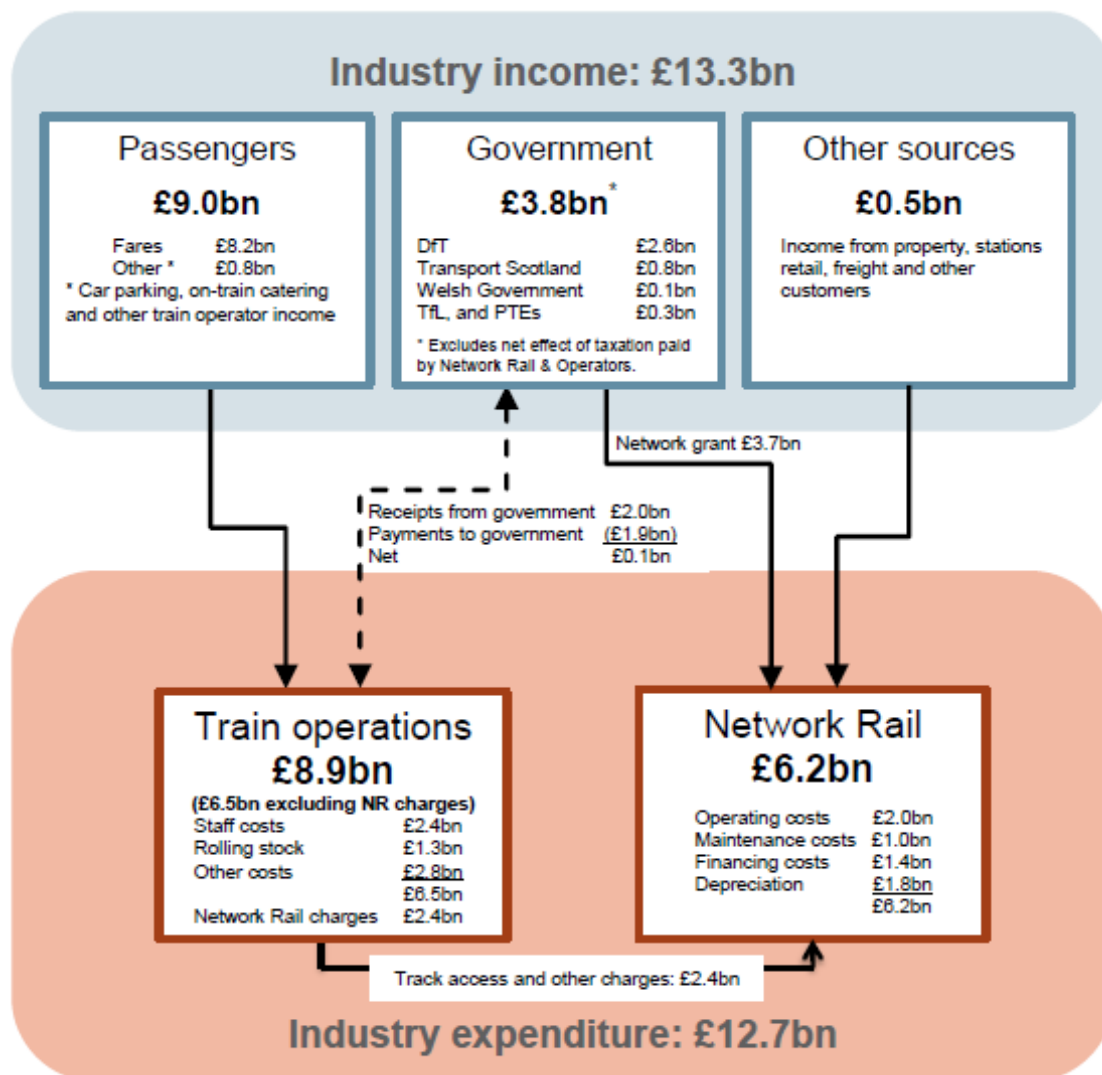 Industry income: £13.3bn
Passengers
£9.0bn
Fares £8.2bn
Other * £0.8bn
* Car parking, on-train catering
and other train operator income
Government
£3.8bn*
DfT £2.6bn
Transport Scotland £0.8bn
Welsh Government £0.1bn
TfL, and PTEs £0.3bn
* Excludes net effect of taxation paid
by Network Rail & Operators.
Other sources
£0.5bn
Income from property, stations
retail, freight and other
customers
Network grant £3.7bn
Receipts from government £2.0bn
Payments to government (£1.9bn)
Net £0.1bn
Train operations
£8.9bn
(£6.5bn excluding NR charges)
Staff costs £2.4bn
Rolling stock £1.3bn
Other costs £2.8bn
£6.5bn
Network Rail charges £2.4bn
Network Rail
£6.2bn
Operating costs £2.0bn
Maintenance costs £1.0bn
Financing costs £1.4bn
Depreciation £1.8bn
£6.2bn
Track access and other charges: £2.4bn
Industry expenditure: £12.7bn